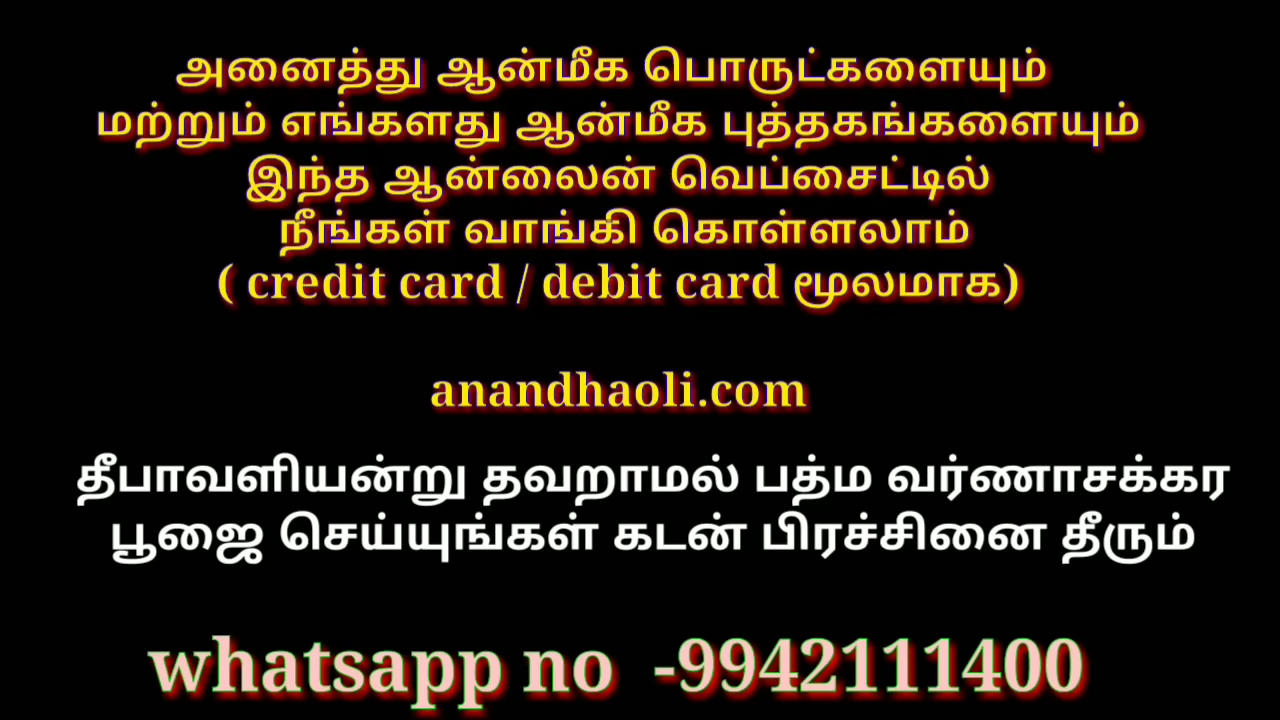 அனைத்து ஆன்மீக பொருட்களையும்
மற்றும் எங்களது ஆன்மீக புத்தகங்களையும்
இந்த ஆன்லைன் வெப்சைட்டில்
நீங்கள் வாங்கி கொள்ளலாம்
( credit card / debit card மூலமாக)
anandhaoli.com
தீபாவளியன்று தவறாமல் பத்ம வர்ணாசக்கர
பூஜை செய்யுங்கள் கடன் பிரச்சினை தீரும்
whatsapp no -9942111400